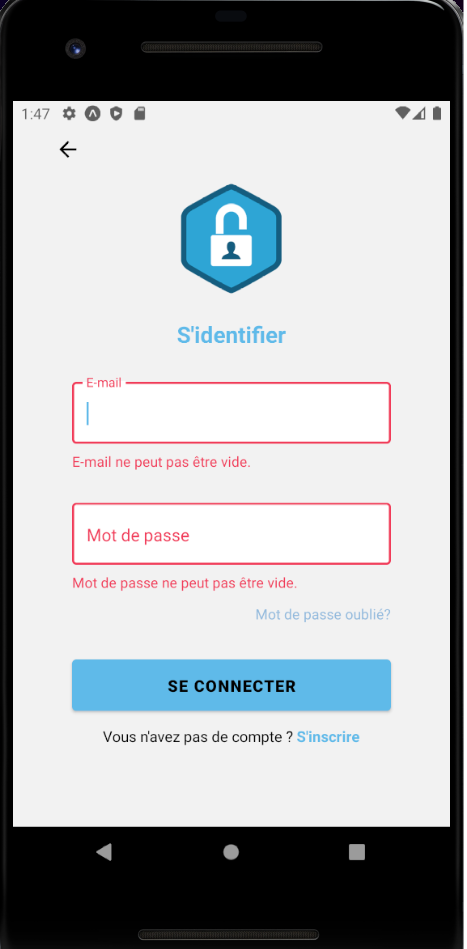 1:47
S'identifier
E-mail
E-mail ne peut pas être vide.
Mot de passe
Mot de passe ne peut pas être vide.
Mot de passe oublié?
SE CONNECTER
Vous n'avez pas de compte ? S'inscrire